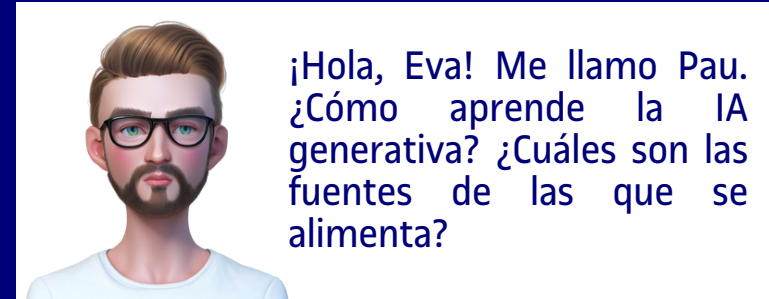 ¡Hola, Eva! Me llamo Pau.
¿Cómo aprende la IA
generativa? ¿Cuáles son las
fuentes de las que se
alimenta?